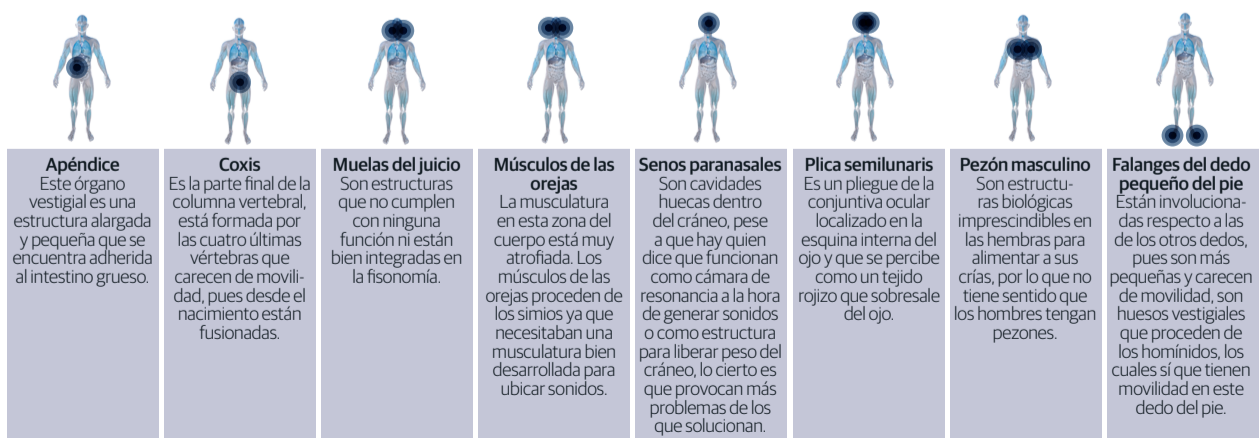 Apéndice
Este órgano
vestigial es una
estructura alargada
y pequeña que se
encuentra adherida
al intestino grueso.
Coxis
Es la parte final de la
columna vertebral,
está formada por
las cuatro últimas
vértebras que
carecen de movili-
dad, pues desde el
nacimiento están
fusionadas.
Muelas del juicio
Son estructuras
que no cumplen
con ninguna
función ni están
bien integradas en
la fisonomía.
Músculos de las
orejas
La musculatura
en esta zona del
cuerpo está muy
atrofiada. Los
músculos de las
orejas proceden de
los simios ya que
necesitaban una
musculatura bien
desarrollada para
ubicar sonidos.
Senos paranasales
Son cavidades
huecas dentro
del cráneo, pese
a que hay quien
dice que funcionan
como cámara de
resonancia a la hora
de generar sonidos
o como estructura
para liberar peso del
cráneo, lo cierto es
que provocan más
problemas de los
que solucionan.
Plica semilunaris
Es un pliegue de la
conjuntiva ocular
localizado en la
esquina interna del
ojo y que se percibe
como un tejido
rojizo que sobresale
del ojo.
Pezón masculino
Son estructu-
ras biológicas
imprescindibles en
las hembras para
alimentar a sus
crías, por lo que no
tiene sentido que
los hombres tengan
pezones.
Falanges del dedo
pequeño del pie
Están involuciona-
das respecto a las
de los otros dedos,
pues son más
pequeñas y carecen
de movilidad, son
huesos vestigiales
que proceden de
los homínidos, los
cuales sí que tienen
movilidad en este
dedo del pie.